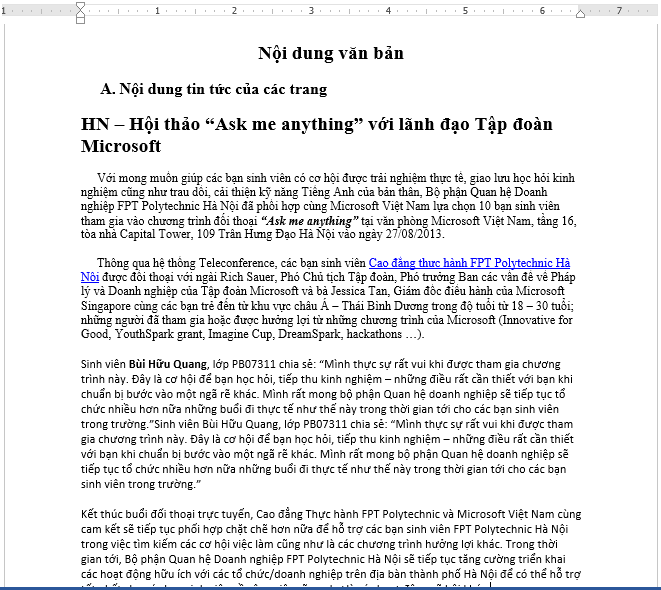 1 1 2 3 4 5 6 7
Nội dung văn bản
A. Nội dung tin tức của các trang
HN – Hội thảo “Ask me anything” với lãnh đạo Tập đoàn
Microsoft
Với mong muốn giúp các bạn sinh viên có cơ hội được trải nghiệm thực tế, giao lưu học hỏi kinh
nghiệm cũng như trau dồi, cải thiện kỹ năng Tiếng Anh của bản thân, Bộ phận Quan hệ Doanh
nghiệp FPT Polytechnic Hà Nội đã phối hợp cùng Microsoft Việt Nam lựa chọn 10 bạn sinh viên
tham gia vào chương trình đối thoại “Ask me anything” tại văn phòng Microsoft Việt Nam, tầng 16,
tòa nhà Capital Tower, 109 Trần Hưng Đạo Hà Nội vào ngày 27/08/2013.
Thông qua hệ thống Teleconference, các bạn sinh viên Cao đẳng thực hành FPT Polytechnic Hà
Nội được đối thoại với ngài Rich Sauer, Phó Chủ tịch Tập đoàn, Phó trưởng Ban các vấn đề về Pháp
lý và Doanh nghiệp của Tập đoàn Microsoft và bà Jessica Tan, Giám đốc điều hành của Microsoft
Singapore cùng các bạn trẻ đến từ khu vực châu Á – Thái Bình Dương trong độ tuổi từ 18 – 30 tuổi;
những người đã tham gia hoặc được hưởng lợi từ những chương trình của Microsoft (Innovative for
Good, YouthSpark grant, Imagine Cup, DreamSpark, hackathons …).
Sinh viên Bùi Hữu Quang, lớp PB07311 chia sẻ: “Mình thực sự rất vui khi được tham gia chương
trình này. Đây là cơ hội để bạn học hỏi, tiếp thu kinh nghiệm – những điều rất cần thiết với bạn khi
chuẩn bị bước vào một ngã rẽ khác. Mình rất mong bộ phận Quan hệ doanh nghiệp sẽ tiếp tục tổ
chức nhiều hơn nữa những buổi đi thực tế như thế này trong thời gian tới cho các bạn sinh viên
trong trường.”Sinh viên Bùi Hữu Quang, lớp PB07311 chia sẻ: “Mình thực sự rất vui khi được tham
gia chương trình này. Đây là cơ hội để bạn học hỏi, tiếp thu kinh nghiệm – những điều rất cần thiết
với bạn khi chuẩn bị bước vào một ngã rẽ khác. Mình rất mong bộ phận Quan hệ doanh nghiệp sẽ
tiếp tục tổ chức nhiều hơn nữa những buổi đi thực tế như thế này trong thời gian tới cho các bạn
sinh viên trong trường.”
Kết thúc buổi đối thoại trực tuyến, Cao đẳng Thực hành FPT Polytechnic và Microsoft Việt Nam cùng
cam kết sẽ tiếp tục phối hợp chặt chẽ hơn nữa để hỗ trợ các bạn sinh viên FPT Polytechnic Hà Nội
trong việc tìm kiếm các cơ hội việc làm cũng như là các chương trình hưởng lợi khác. Trong thời
gian tới, Bộ phận Quan hệ Doanh nghiệp FPT Polytechnic Hà Nội sẽ tiếp tục tăng cường triển khai
các hoạt động hữu ích với các tổ chức/doanh nghiệp trên địa bàn thành phố Hà Nội để có thể hỗ trợ